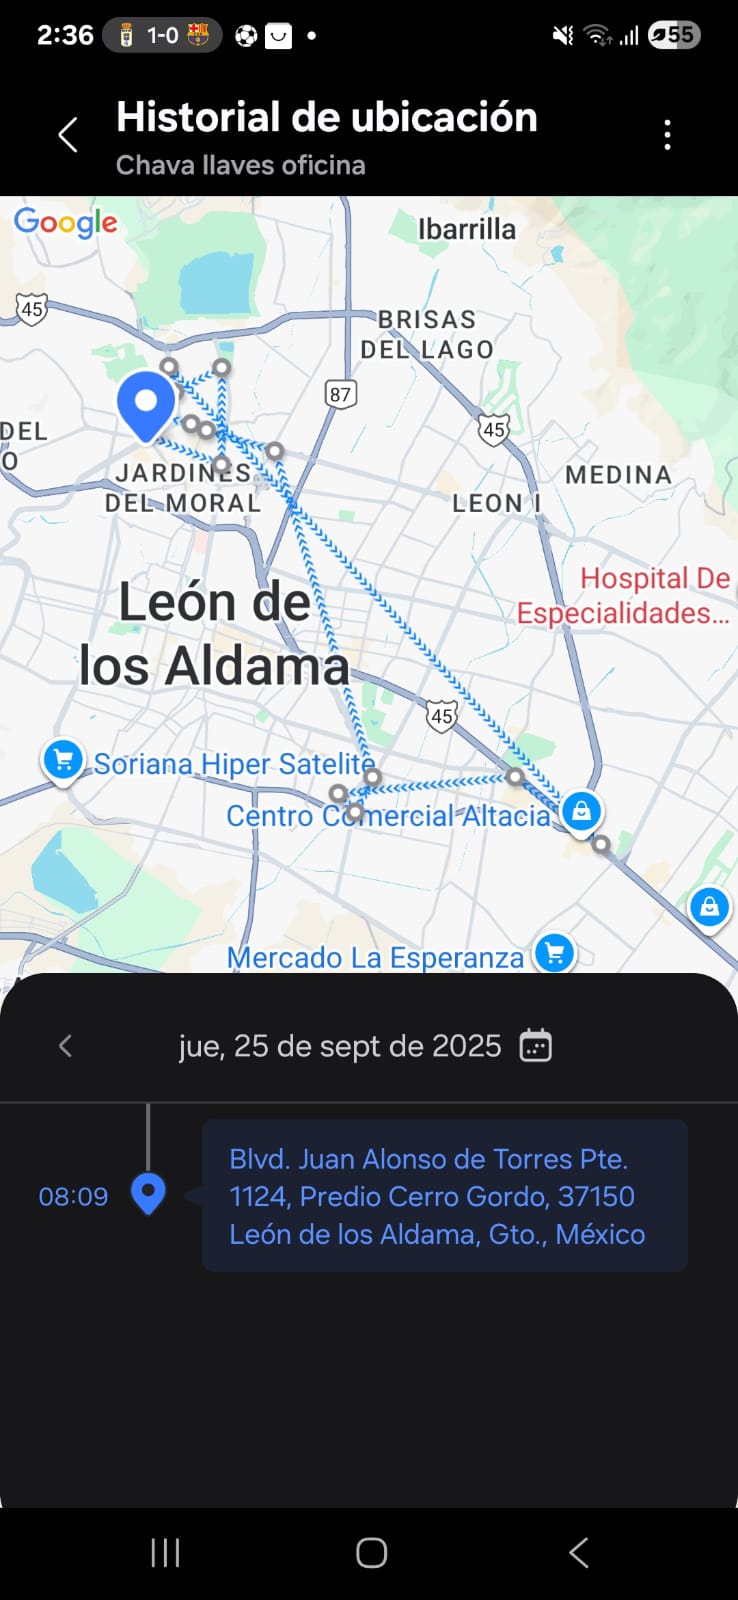 2:36
1-0
55
Historial de ubicación
Chava llaves oficina
Google
Ibarrilla
45
BRISAS
DEL LAGO
87
45
DEL
O
JARDINES
DEL MORAL
MEDINA
LEON I
Hospital De
Especialidades...
León de
los Aldama
45
Soriana Hiper Satelite
Centro Comercial Altacia
Mercado La Esperanza
jue, 25 de sept de 2025
08:09
Blvd. Juan Alonso de Torres Pte.
1124, Predio Cerro Gordo, 37150
León de los Aldama, Gto., México